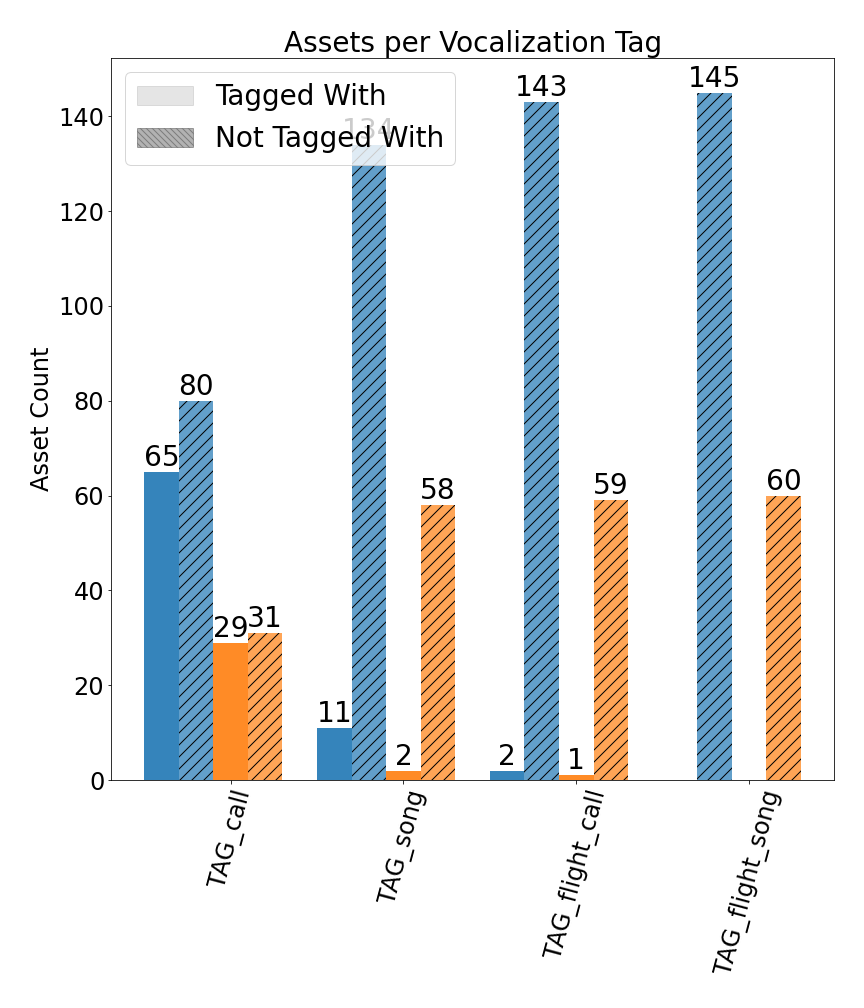 Assets per Vocalization Tag
Tagged With
Not Tagged With
Asset Count
140
120
100
80
60
40
20
0
65
80
29
31
11
134
2
58
2
143
1
59
145
60
TAG_call
TAG_song
TAG_flight_call
TAG_flight_song